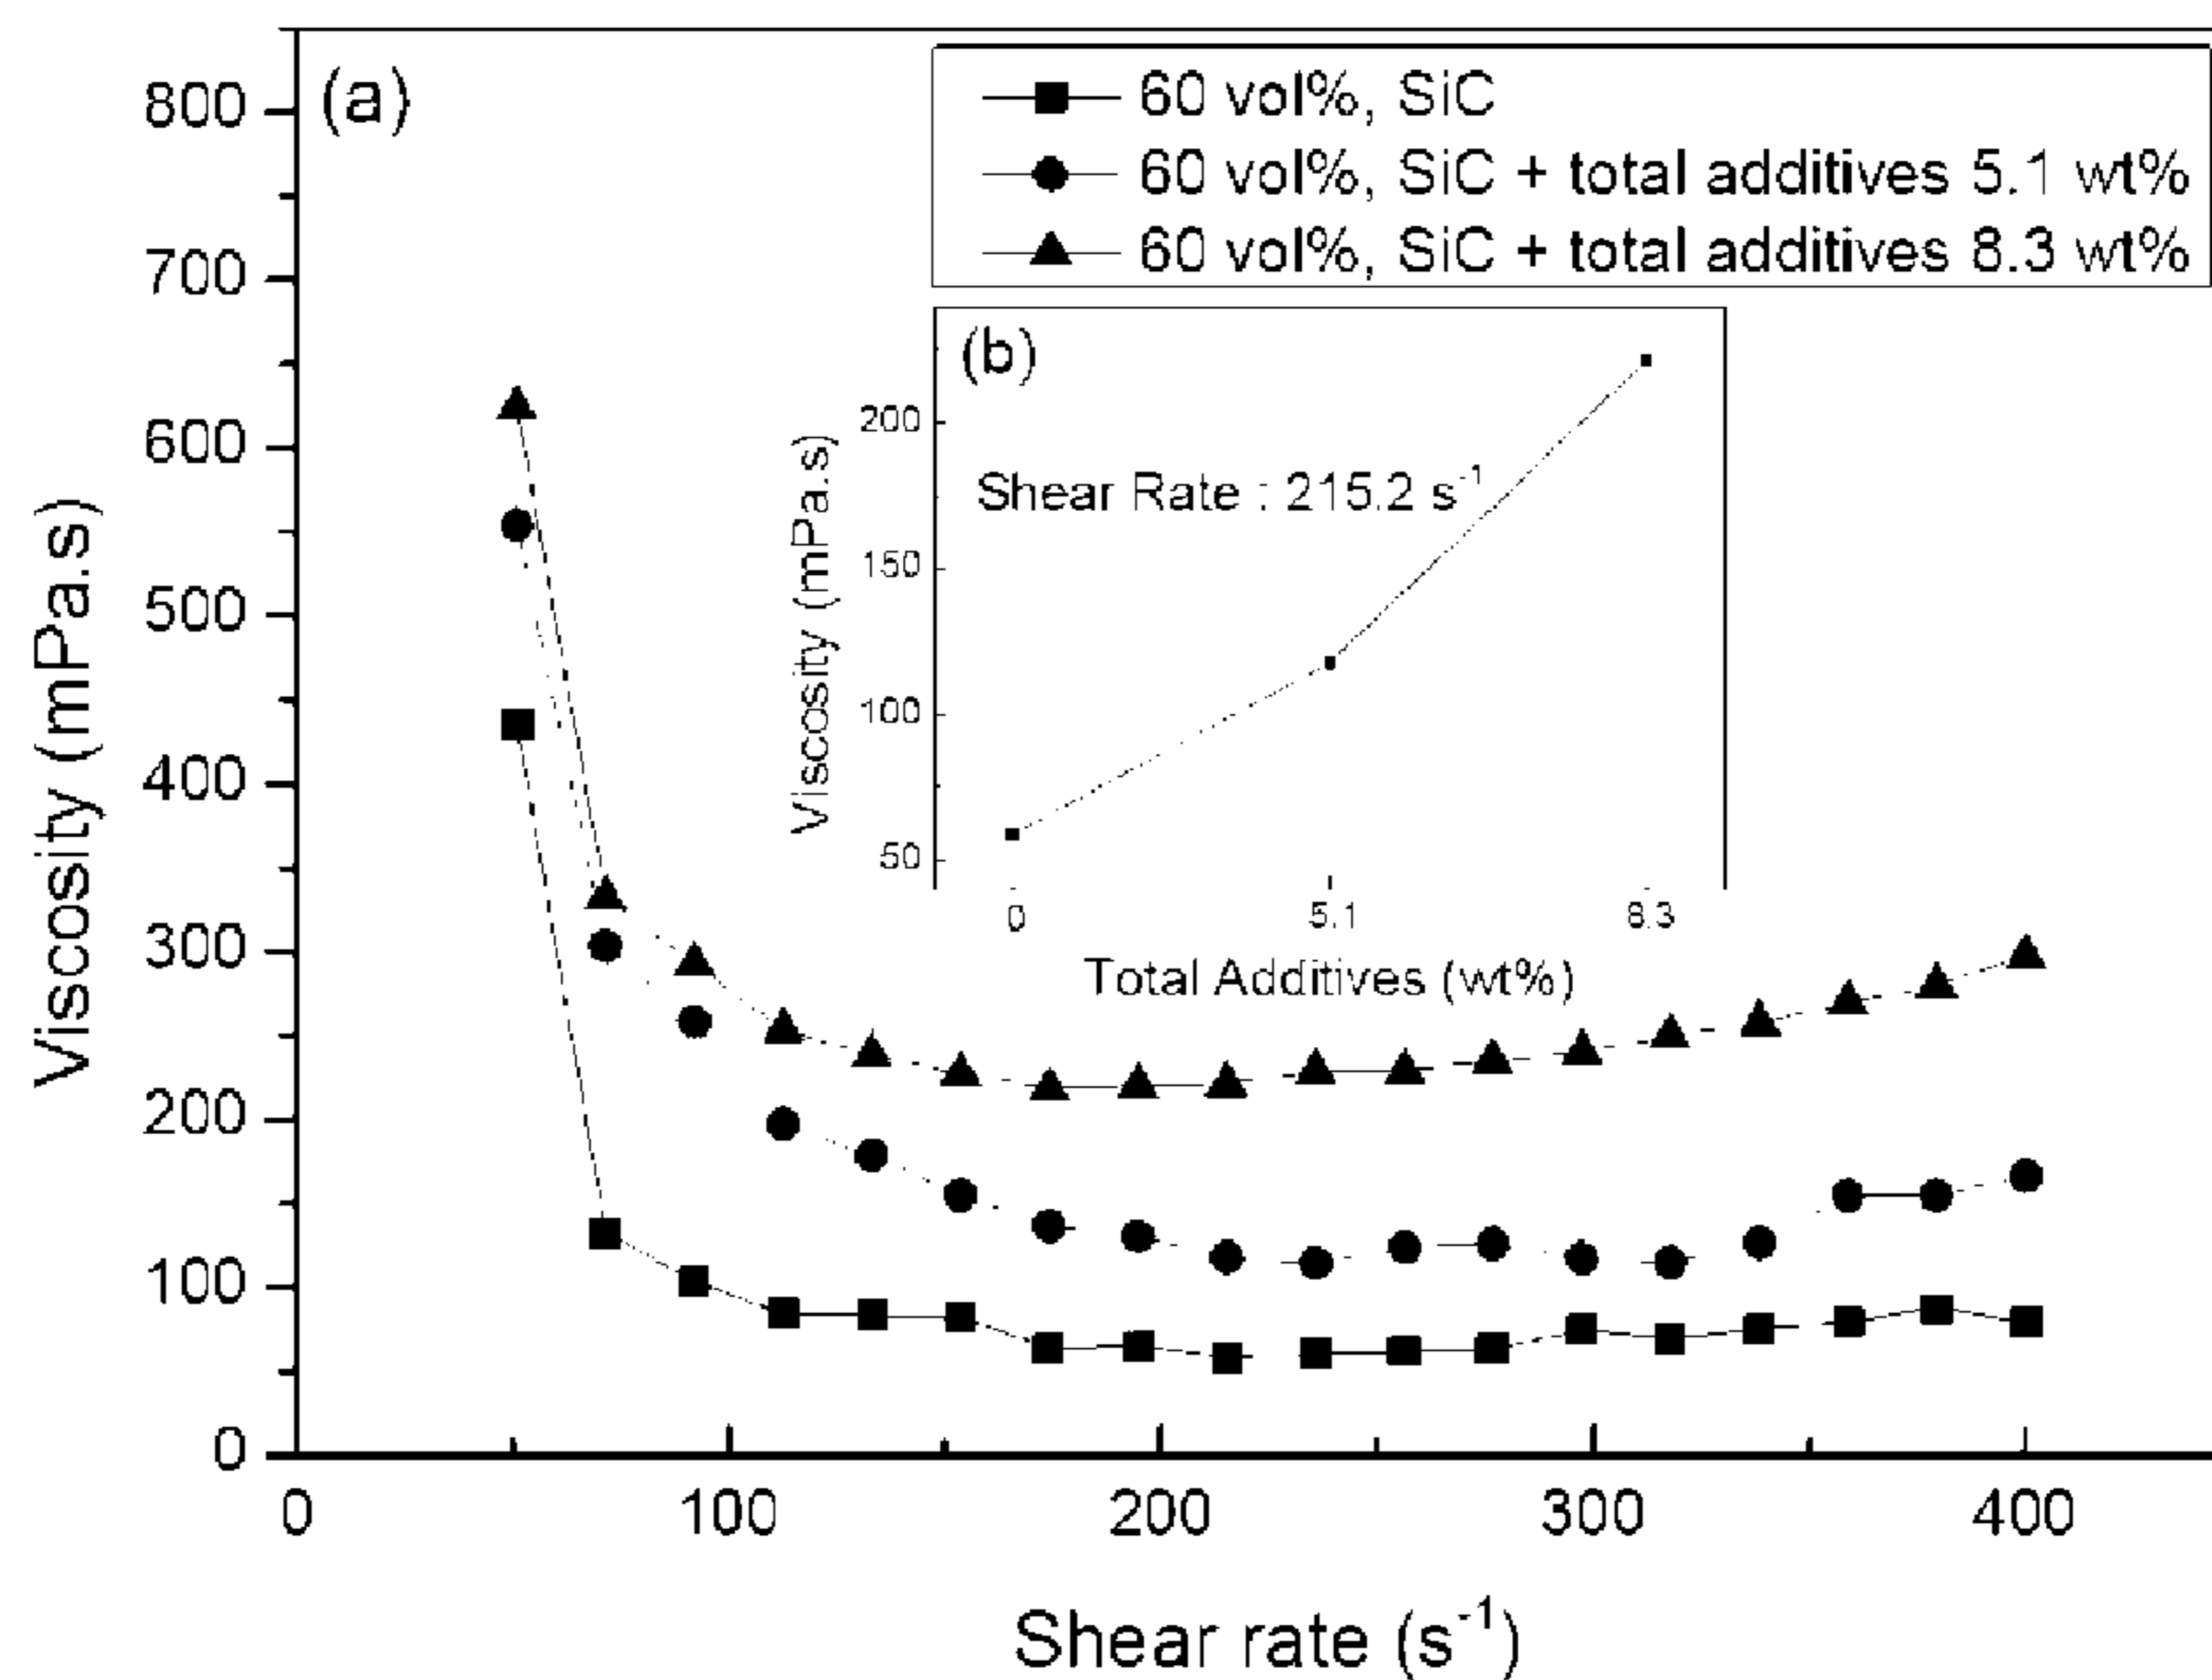 (a)
60 vol%, SiC
60 vol%, SiC + total additives 5.1 wt%
60 vol%, SiC + total additives 8.3 wt%
800
700
600
500
400
300
200
100
0
Viscosity (mPa.s)
(b)
200
150
100
50
Viscosity (mPa.s)
Shear Rate : 215.2 s⁻¹
0 5.1 8.3
Total Additives (wt%)
0 100 200 300 400
Shear rate (s⁻¹)